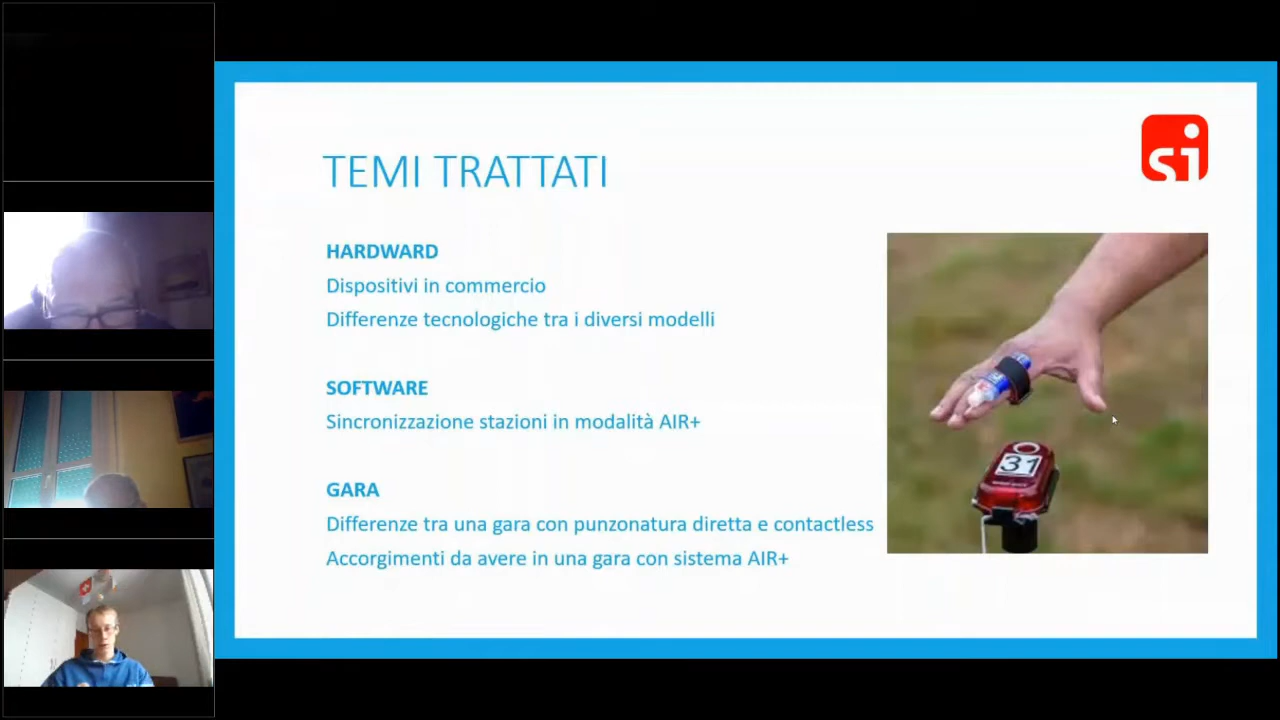 TEMI TRATTATI
si
HARDWARD
Dispositivi in commercio
Differenze tecnologiche tra i diversi modelli
SOFTWARE
Sincronizzazione stazioni in modalità AIR+
GARA
Differenze tra una gara con punzonatura diretta e contactless
Accorgimenti da avere in una gara con sistema AIR+
31